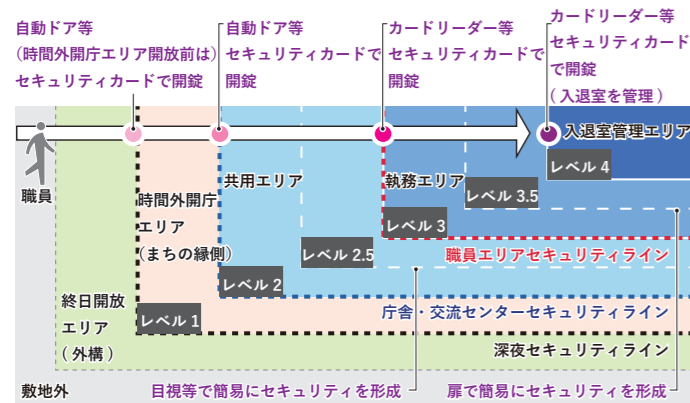 自動ドア等
(時間外開庁エリア開放前は)
セキュリティカードで開錠
自動ドア等
セキュリティカードで
開錠
カードリーダー等
セキュリティカードで
開錠
カードリーダー等
セキュリティカード
で開錠
(入退室を管理)
職員
時間外開庁
エリア
(まちの縁側)
共用エリア
執務エリア
入退室管理エリア
レベル 4
レベル 3.5
レベル 3
レベル 2.5
レベル 2
レベル 1
職員エリアセキュリティライン
庁舎・交流センターセキュリティライン
深夜セキュリティライン
終日開放
エリア
(外構)
敷地外
目視等で簡易にセキュリティを形成
扉で簡易にセキュリティを形成